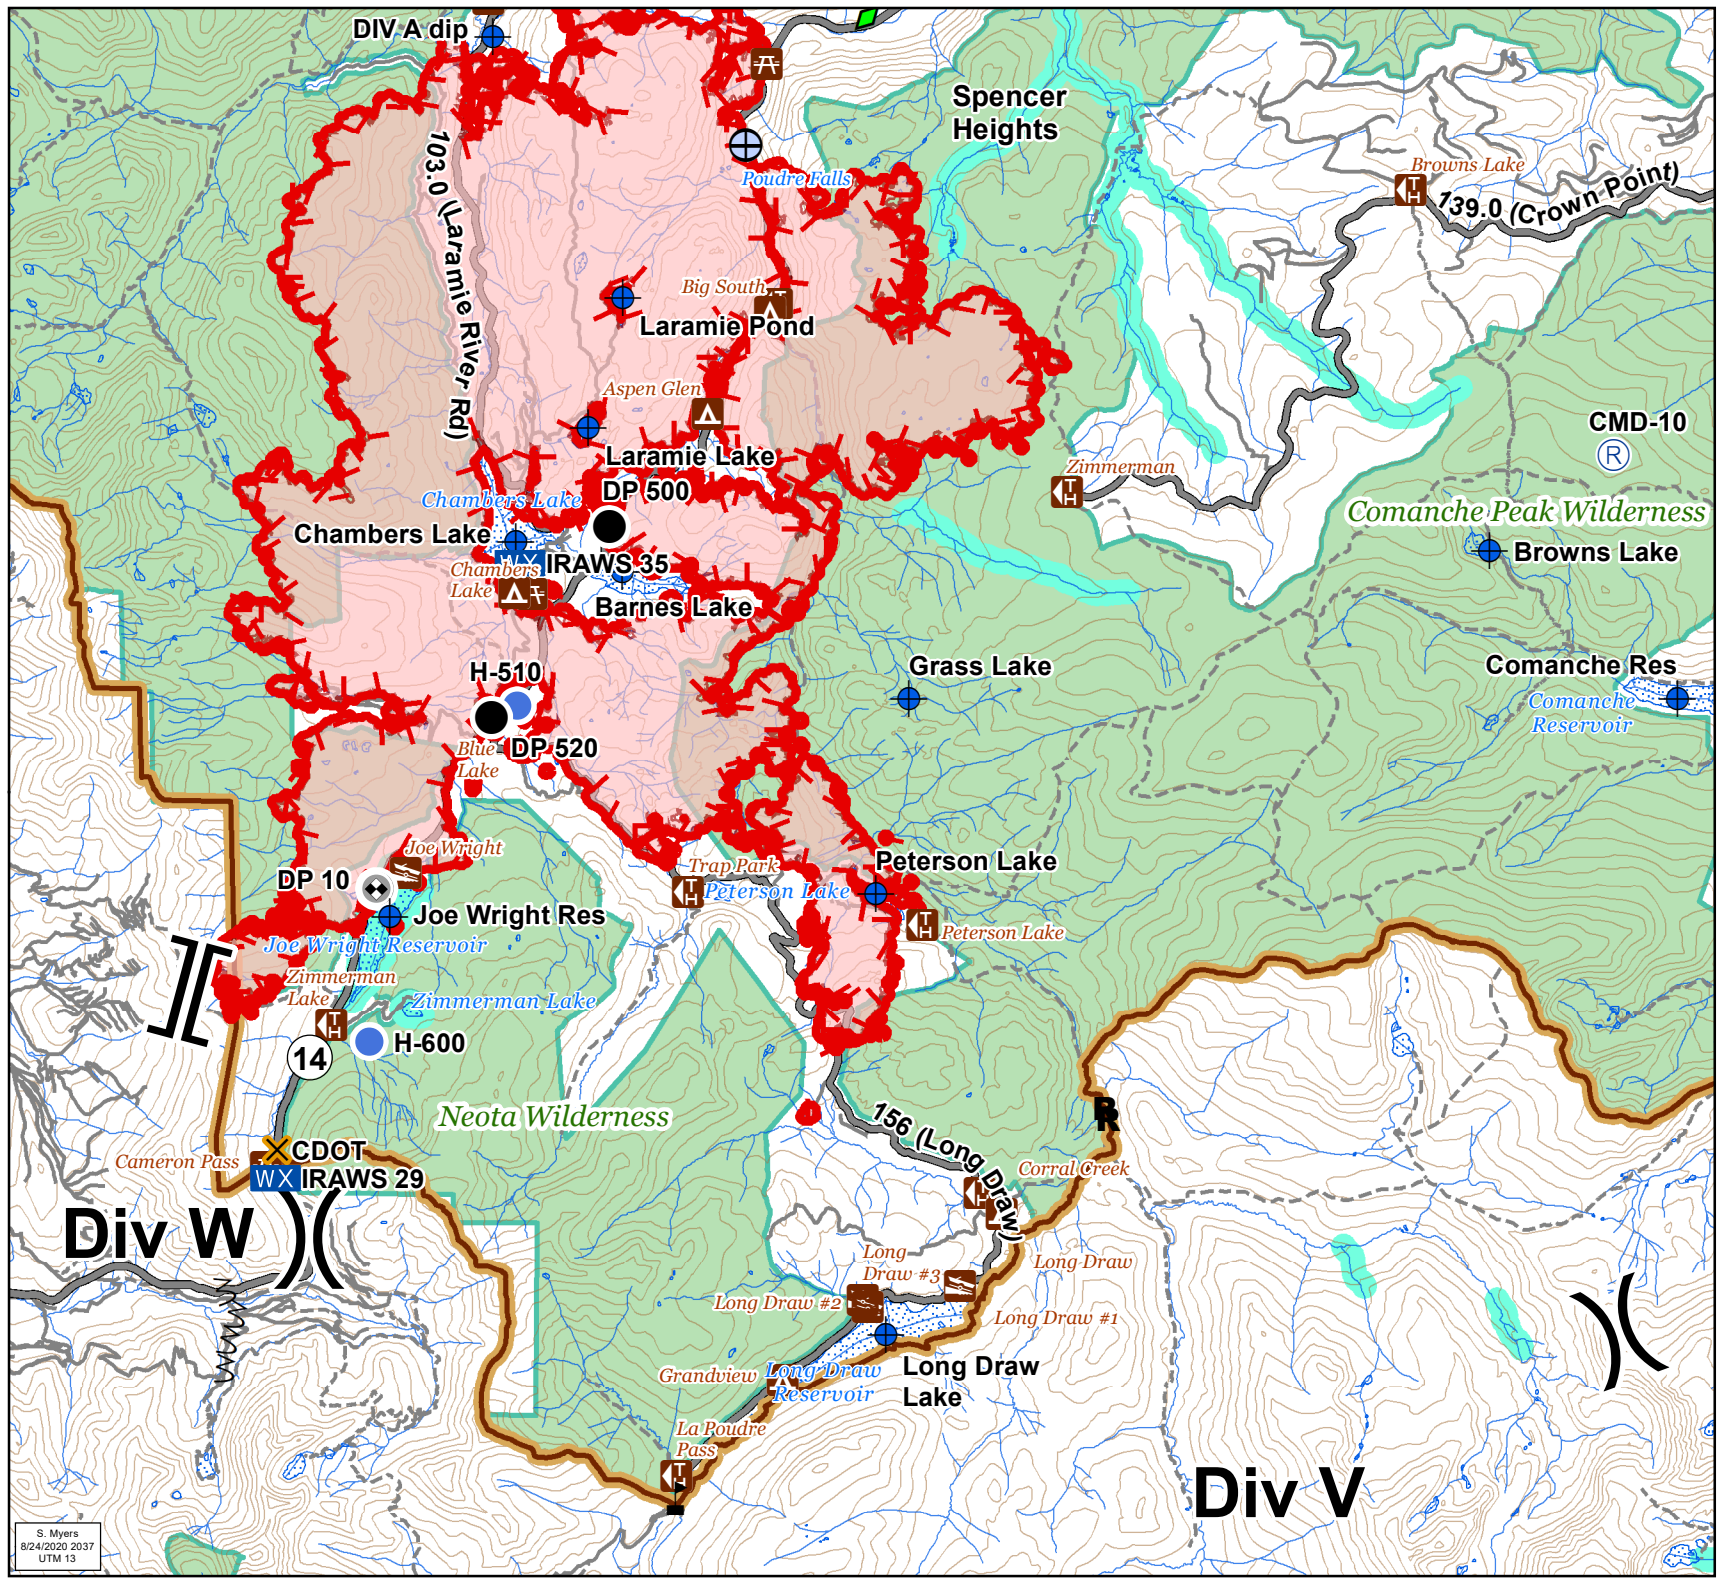 DIV A dip
Spencer
Heights
103.0 (Laramie River Rd)
Poudre Falls
Browns Lake
TH
139.0 (Crown Point)
Big South
Laramie Pond
Aspen Glen
CMD-10
R
Laramie Lake
Zimmerman
TH
DP 500
Chambers Lake
Comanche Peak Wilderness
Chambers Lake
Browns Lake
WX IRAWS 35
Chambers
Lake
Barnes Lake
Grass Lake
Comanche Res
H-510
Comanche
Reservoir
DP 520
Blue
Lake
Joe Wright
Trap Park
TH
Peterson Lake
Peterson Lake
DP 10
Joe Wright Res
TH
Peterson Lake
Joe Wright Reservoir
Zimmerman
Lake
TH
Zimmerman Lake
H-600
14
Neota Wilderness
156 (Long Draw)
R
R
CDOT
Cameron Pass
WX IRAWS 29
Corral Creek
Div W
Long
Draw #3
Long Draw
Long Draw #2
Long Draw #1
Grandview
Long Draw
Reservoir
Long Draw
Lake
La Poudre
Pass
TH
Div V
S. Myers
8/24/2020 2037
UTM 13